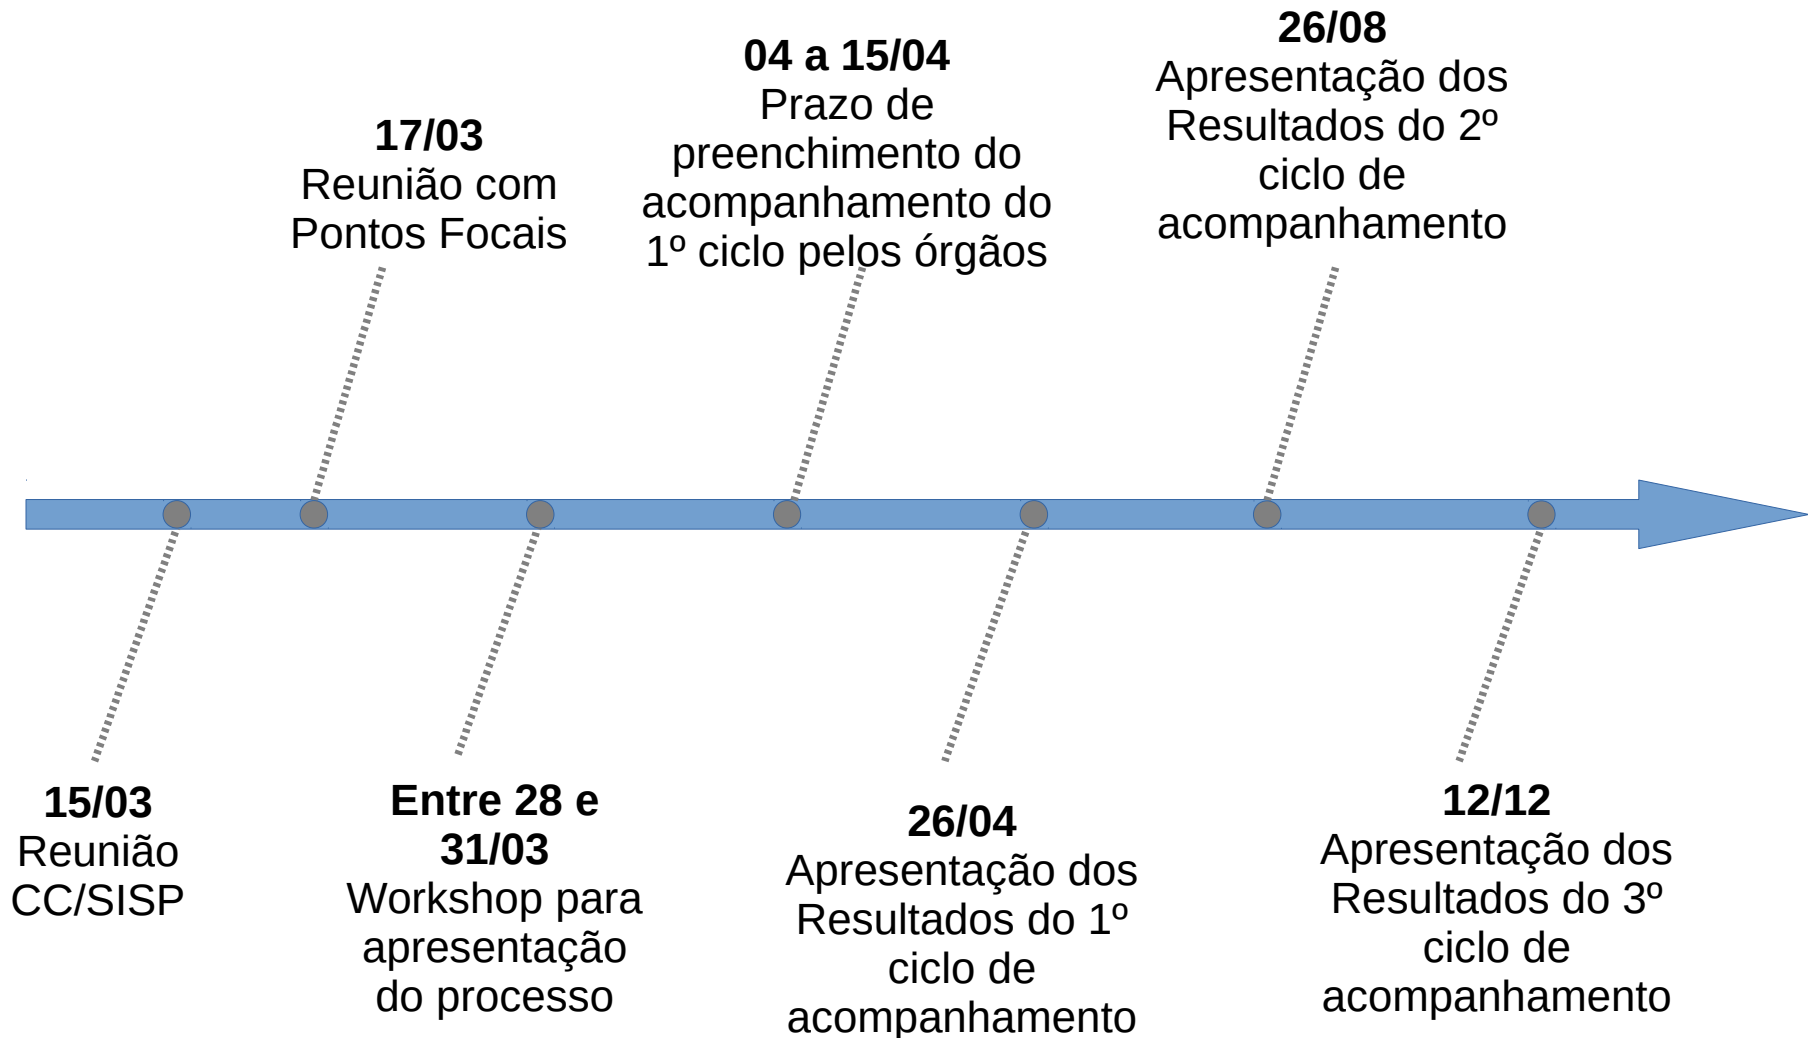 15/03
Reunião
CC/SISP
17/03
Reunião com
Pontos Focais
Entre 28 e
31/03
Workshop para
apresentação
do processo
04 a 15/04
Prazo de
preenchimento do
acompanhamento do
1º ciclo pelos órgãos
26/04
Apresentação dos
Resultados do 1º
ciclo de
acompanhamento
26/08
Apresentação dos
Resultados do 2º
ciclo de
acompanhamento
12/12
Apresentação dos
Resultados do 3º
ciclo de
acompanhamento